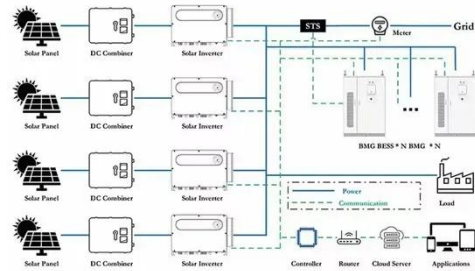 STS
Grid
Meter
Solar Panel
DC Combiner
Solar Inverter
BMG BESS * N BMG * N
Solar Panel
DC Combiner
Solar Inverter
Solar Panel
DC Combiner
Solar Inverter
Power
Communication
Load
Solar Panel
DC Combiner
Solar Inverter
Controller
Router
Cloud Server
Applications